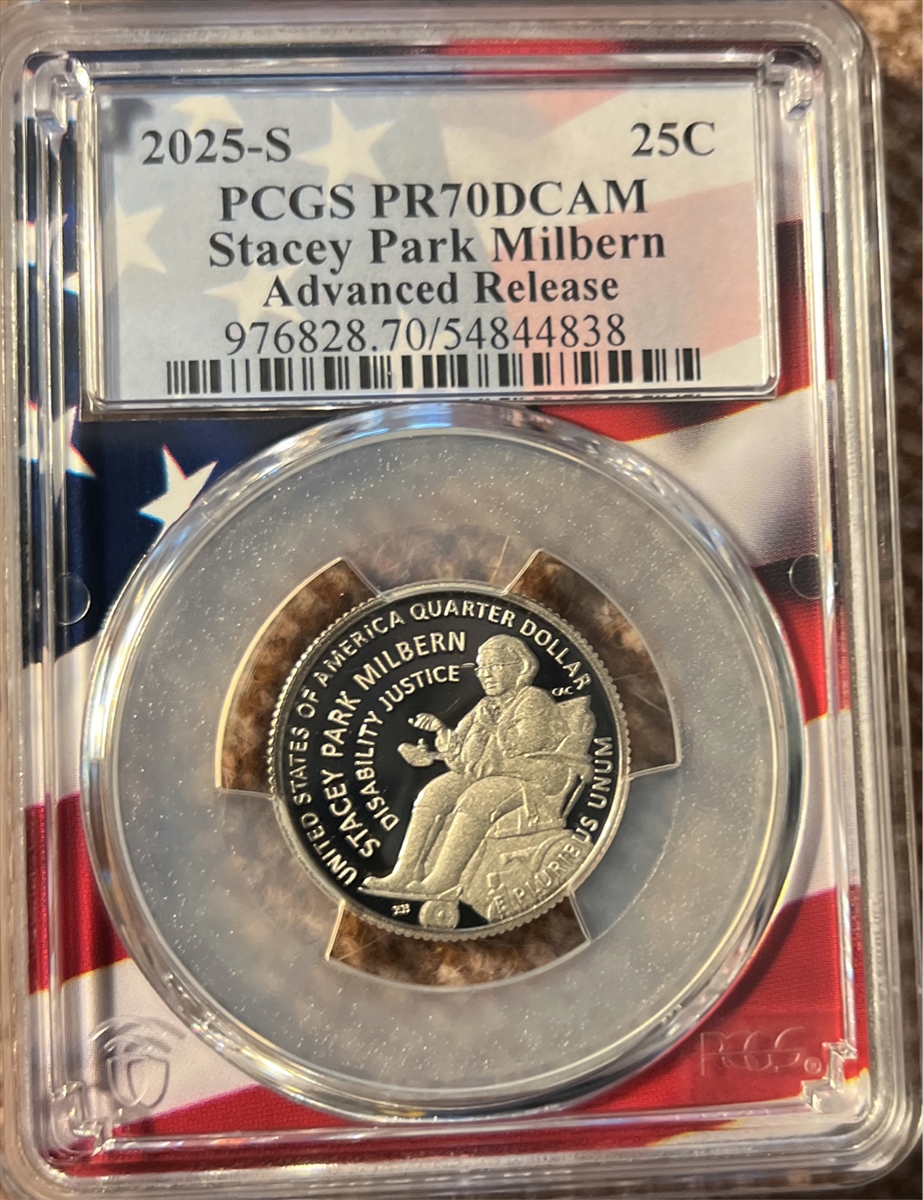 2025-S 25C
PCGS PR70DCAM
Stacey Park Milbern
Advanced Release
976828.70/54844838
UNITED STATES OF AMERICA QUARTER DOLLAR
STACEY PARK MILBERN
DISABILITY JUSTICE
E PLURIBUS UNUM
PCGS®